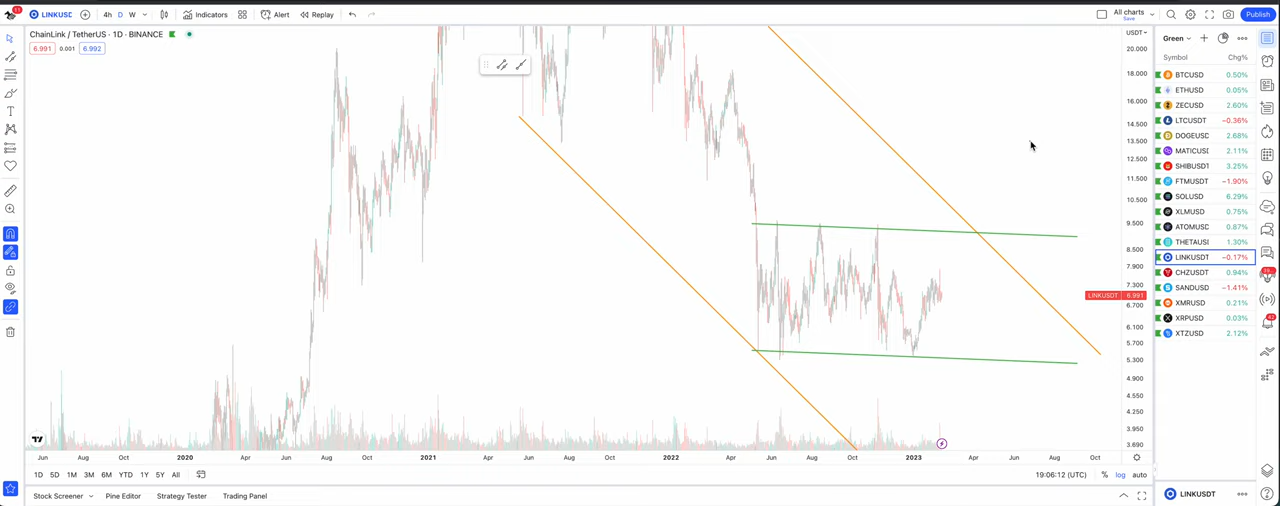 11
LINKUSD
4h D W
Indicators
Alert
Replay
All charts
Save
Publish
ChainLink / TetherUS · 1D · BINANCE
6.991 0.001 6.992
USDT
20.000
18.000
16.000
14.500
13.500
12.500
11.500
10.500
9.500
8.500
7.900
7.300
LINKUSDT 6.991
6.700
6.100
5.700
5.300
4.900
4.550
4.250
3.950
3.690
Jun Aug Oct 2020 Apr Jun Aug Oct 2021 Apr Jun Aug Oct 2022 Apr Jun Aug Oct 2023 Apr Jun Aug Oct
1D 5D 1M 3M 6M YTD 1Y 5Y All
19:06:12 (UTC) % log auto
Stock Screener Pine Editor Strategy Tester Trading Panel
Green
Symbol Chg%
BTCUSD 0.50%
ETHUSD 0.05%
ZECUSD 2.60%
LTCUSDT −0.36%
DOGEUSD 2.68%
MATICUSD 2.11%
SHIBUSDT 3.25%
FTMUSDT −1.90%
SOLUSD 6.29%
XLMUSD 0.75%
ATOMUSD 0.87%
THETAUSI 1.30%
LINKUSDT −0.17%
CHZUSDT 0.94%
SANDUSDT −1.41%
XMRUSD 0.21%
XRPUSD 0.03%
XTZUSD 2.12%
LINKUSDT